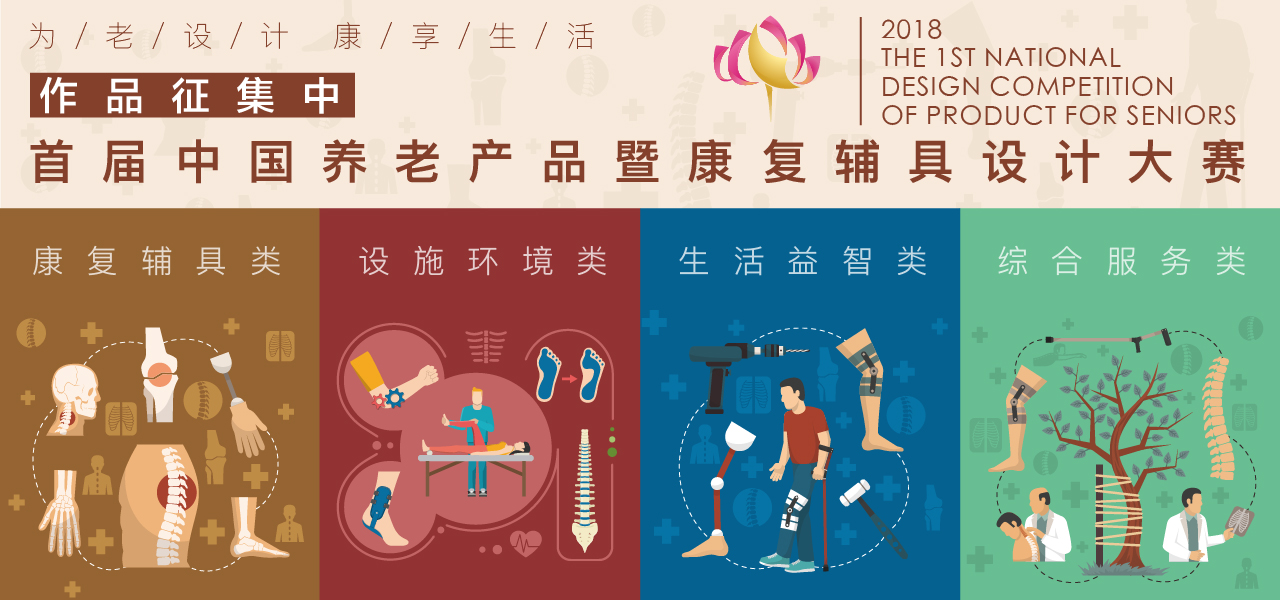 为/老/设/计 康/享/生/活
作品征集中
2018
THE 1ST NATIONAL
DESIGN COMPETITION
OF PRODUCT FOR SENIORS
首届中国养老产品暨康复辅具设计大赛
康复辅具类
设施环境类
生活益智类
综合服务类